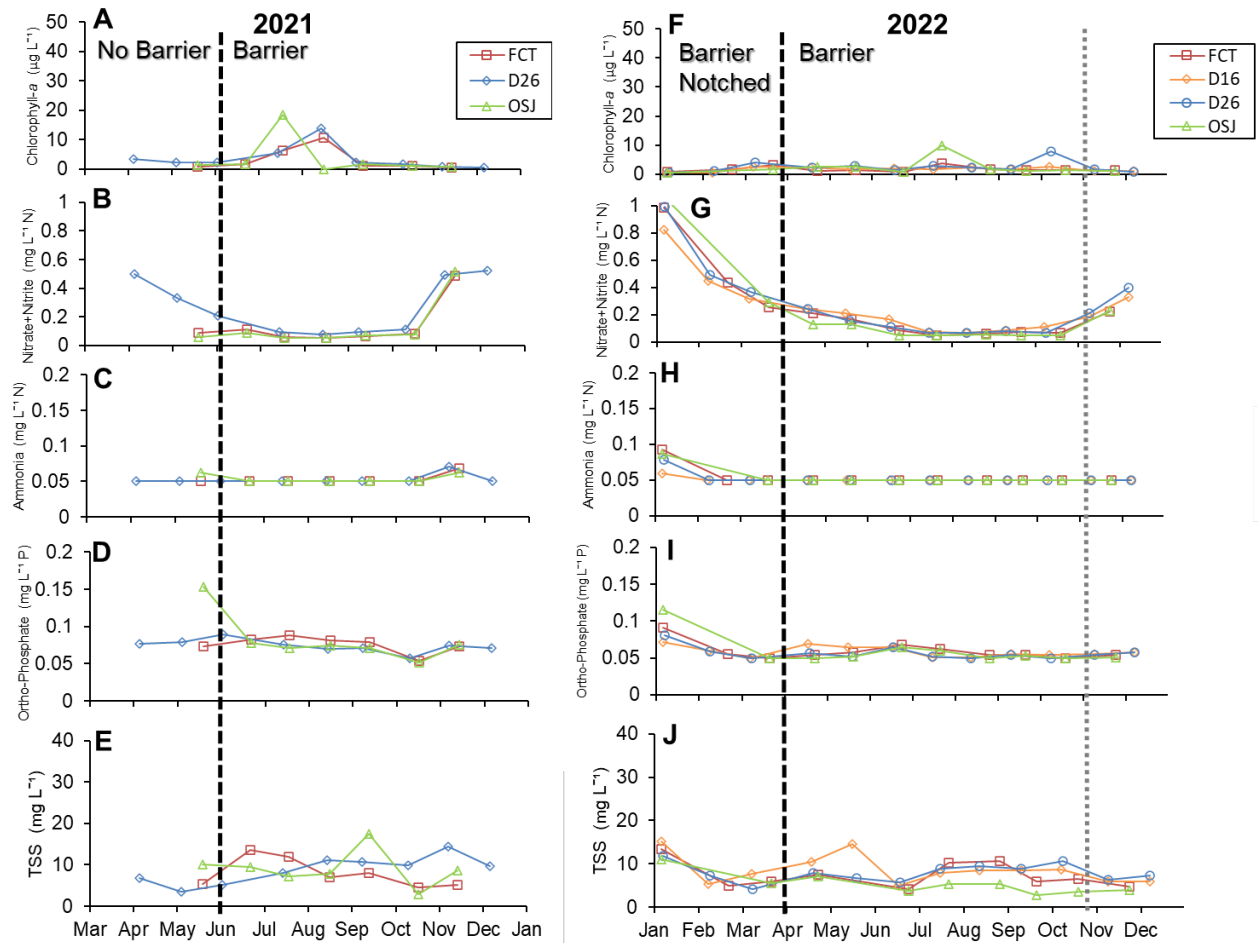 A
2021
No Barrier
Barrier
Chlorophyll-a (µg L⁻¹)
50
40
30
20
10
0
FCT
D26
OSJ
B
Nitrate+Nitrite (mg L⁻¹ N)
1
0.8
0.6
0.4
0.2
0
C
Ammonia (mg L⁻¹ N)
0.2
0.15
0.1
0.05
0
D
Ortho-Phosphate (mg L⁻¹ P)
0.2
0.15
0.1
0.05
0
E
TSS (mg L⁻¹)
40
30
20
10
0
Mar Apr May Jun Jul Aug Sep Oct Nov Dec Jan
F
2022
Barrier
Notched
Barrier
Chlorophyll-a (µg L⁻¹)
50
40
30
20
10
0
FCT
D16
D26
OSJ
G
Nitrate+Nitrite (mg L⁻¹ N)
1
0.8
0.6
0.4
0.2
0
H
Ammonia (mg L⁻¹ N)
0.2
0.15
0.1
0.05
0
I
Ortho-Phosphate (mg L⁻¹ P)
0.2
0.15
0.1
0.05
0
J
TSS (mg L⁻¹)
40
30
20
10
0
Jan Feb Mar Apr May Jun Jul Aug Sep Oct Nov Dec